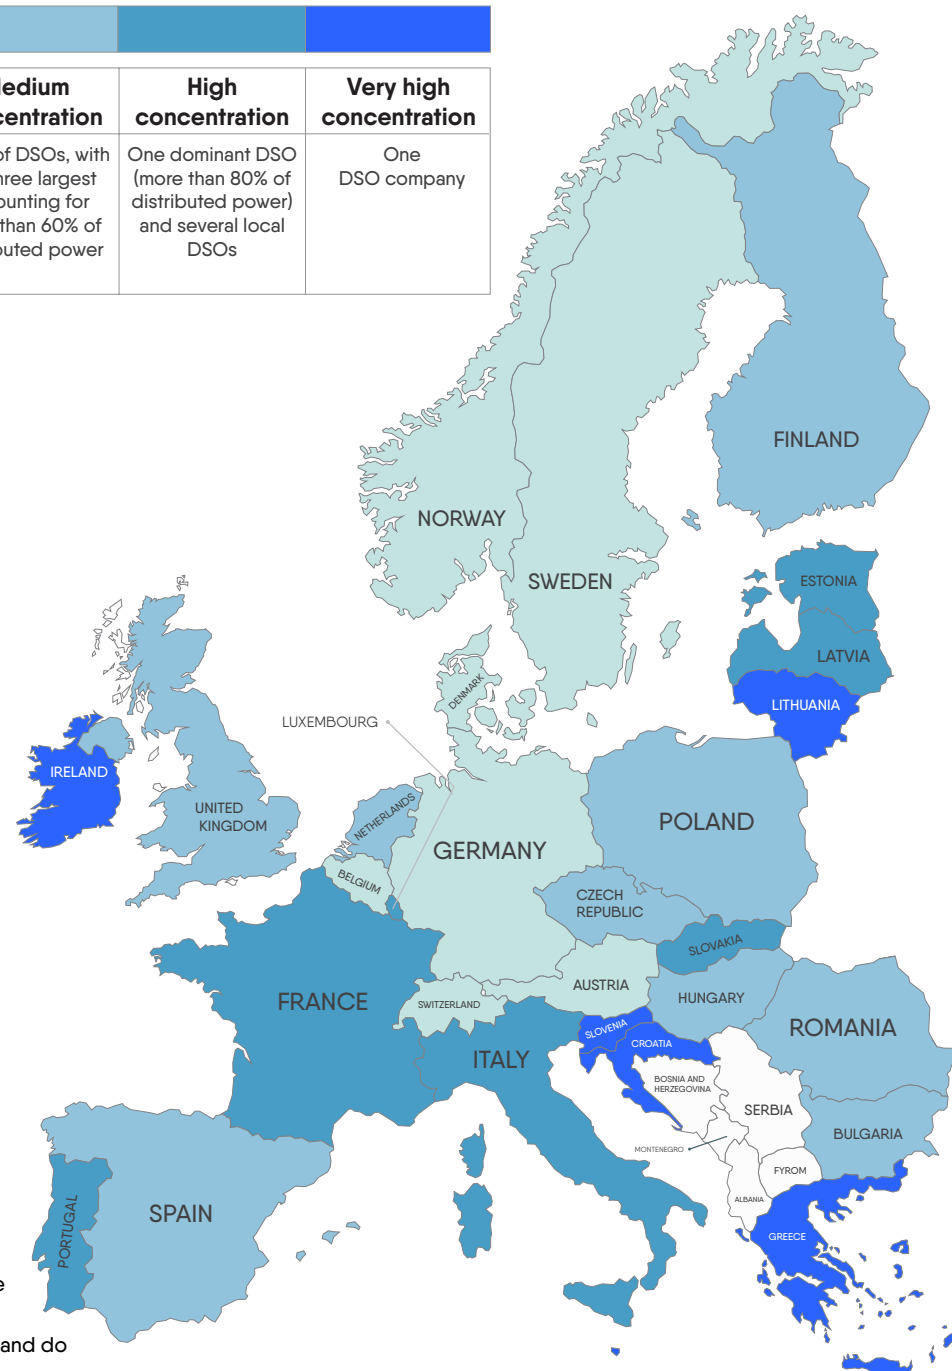 edium
centration
High
concentration
Very high
concentration
of DSOs, with
hree largest
ounting for
than 60% of
buted power
One dominant DSO
(more than 80% of
distributed power)
and several local
DSOs
One
DSO company
FINLAND
NORWAY
SWEDEN
ESTONIA
LATVIA
LITHUANIA
DENMARK
LUXEMBOURG
IRELAND
UNITED
KINGDOM
NETHERLANDS
POLAND
GERMANY
BELGIUM
CZECH
REPUBLIC
SLOVAKIA
AUSTRIA
FRANCE
SWITZERLAND
HUNGARY
ROMANIA
SLOVENIA
CROATIA
ITALY
BOSNIA AND
HERZEGOVINA
SERBIA
BULGARIA
MONTENEGRO
FYROM
ALBANIA
SPAIN
PORTUGAL
GREECE
e
and do